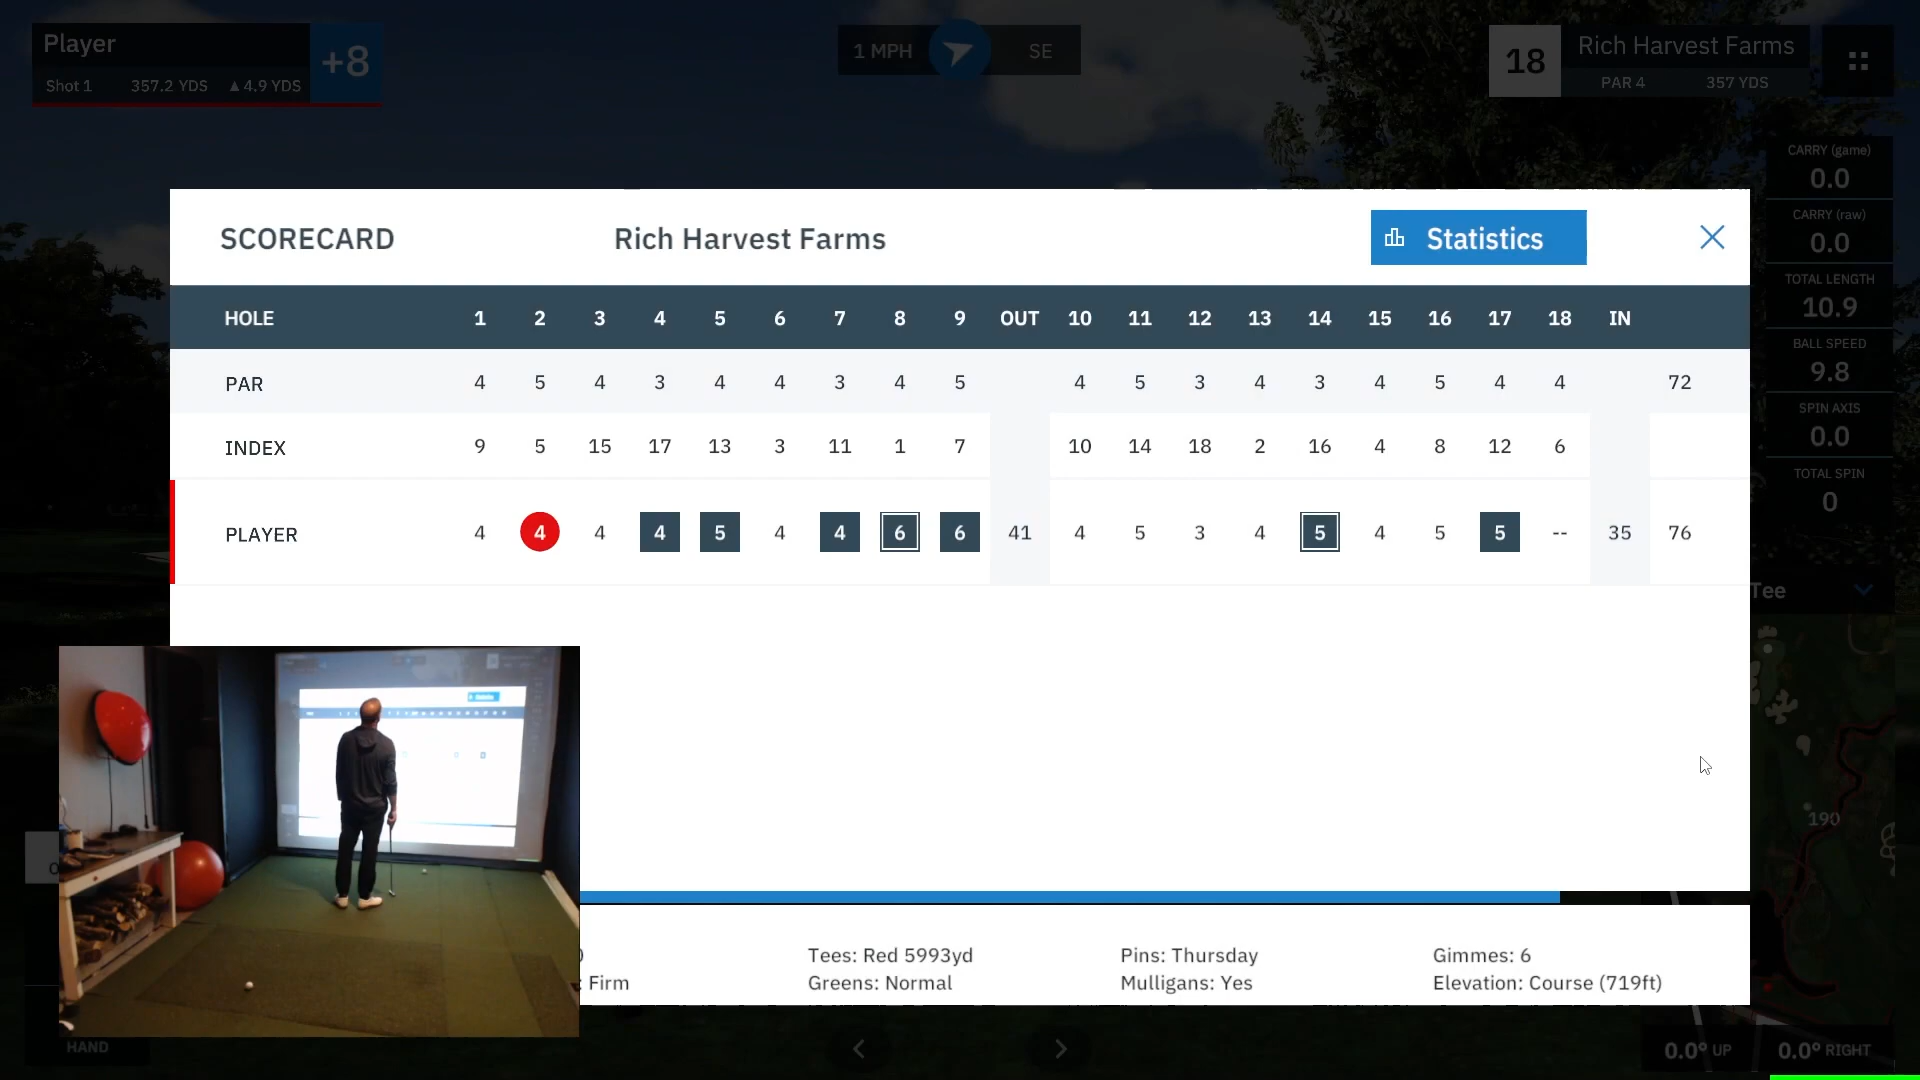 Player
+8
Shot 1 357.2 YDS ▲4.9 YDS
1 MPH SE
18 Rich Harvest Farms
PAR 4 357 YDS
SCORECARD Rich Harvest Farms Statistics
HOLE 1 2 3 4 5 6 7 8 9 OUT 10 11 12 13 14 15 16 17 18 IN
PAR 4 5 4 3 4 4 3 4 5 4 5 3 4 3 4 5 4 4 72
INDEX 9 5 15 17 13 3 11 1 7 10 14 18 2 16 4 8 12 6
PLAYER 4 4 4 4 5 4 4 6 6 41 4 5 3 4 5 4 5 5 -- 35 76
CARRY (game)
0.0
CARRY (raw)
0.0
TOTAL LENGTH
10.9
BALL SPEED
9.8
SPIN AXIS
0.0
TOTAL SPIN
0
Tee
190
Tees: Red 5993yd Pins: Thursday Gimmes: 6
Firm Greens: Normal Mulligans: Yes Elevation: Course (719ft)
HAND
0.0° UP 0.0° RIGHT